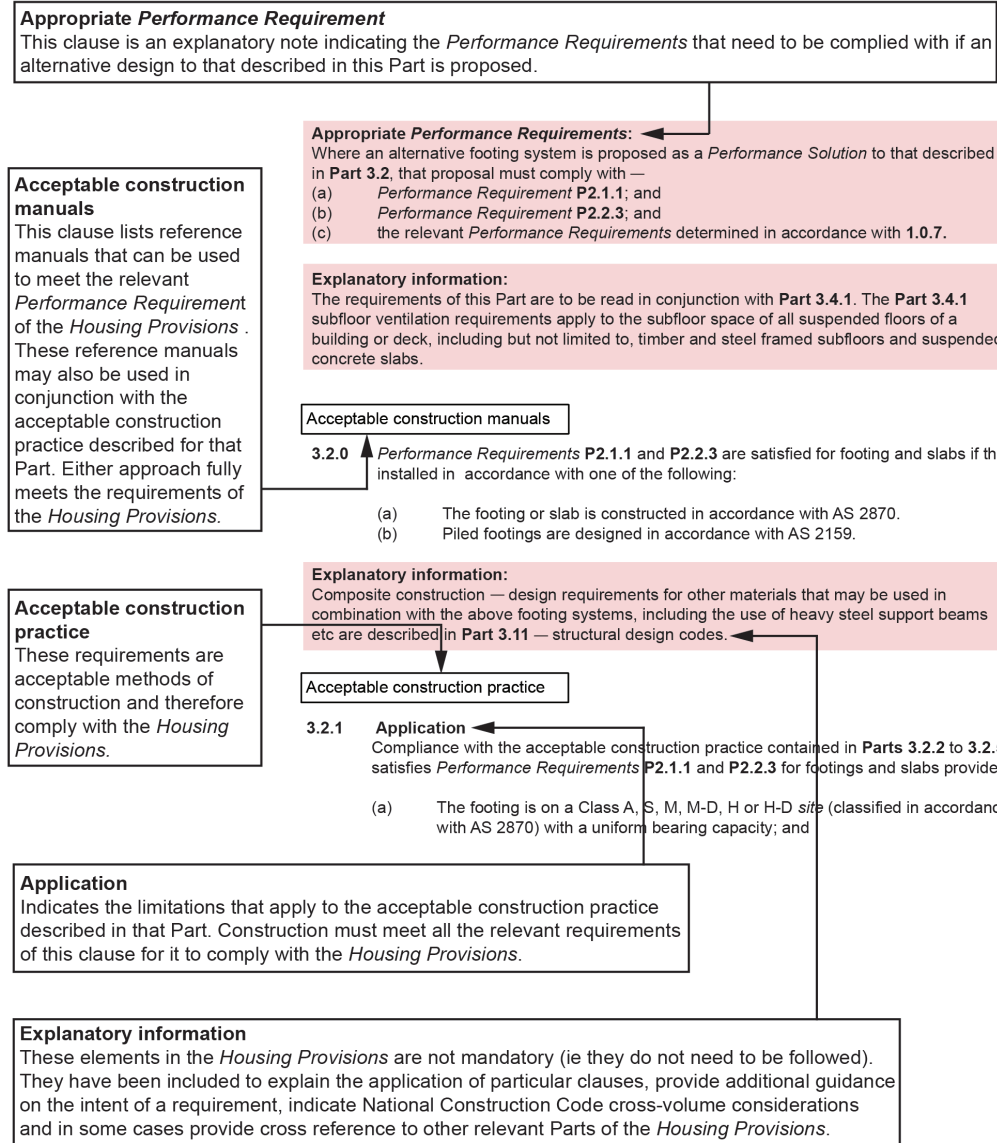 Appropriate Performance Requirement
This clause is an explanatory note indicating the Performance Requirements that need to be complied with if an
alternative design to that described in this Part is proposed.
Appropriate Performance Requirements:
Where an alternative footing system is proposed as a Performance Solution to that described
in Part 3.2, that proposal must comply with —
(a) Performance Requirement P2.1.1; and
(b) Performance Requirement P2.2.3; and
(c) the relevant Performance Requirements determined in accordance with 1.0.7.
Acceptable construction
manuals
This clause lists reference
manuals that can be used
to meet the relevant
Performance Requirement
of the Housing Provisions .
These reference manuals
may also be used in
conjunction with the
acceptable construction
practice described for that
Part. Either approach fully
meets the requirements of
the Housing Provisions.
Explanatory information:
The requirements of this Part are to be read in conjunction with Part 3.4.1. The Part 3.4.1
subfloor ventilation requirements apply to the subfloor space of all suspended floors of a
building or deck, including but not limited to, timber and steel framed subfloors and suspended
concrete slabs.
Acceptable construction manuals
3.2.0 Performance Requirements P2.1.1 and P2.2.3 are satisfied for footing and slabs if th
installed in accordance with one of the following:
(a) The footing or slab is constructed in accordance with AS 2870.
(b) Piled footings are designed in accordance with AS 2159.
Explanatory information:
Composite construction — design requirements for other materials that may be used in
combination with the above footing systems, including the use of heavy steel support beams
etc are described in Part 3.11 — structural design codes.
Acceptable construction
practice
These requirements are
acceptable methods of
construction and therefore
comply with the Housing
Provisions.
Acceptable construction practice
3.2.1 Application
Compliance with the acceptable construction practice contained in Parts 3.2.2 to 3.2.
satisfies Performance Requirements P2.1.1 and P2.2.3 for footings and slabs provide
(a) The footing is on a Class A, S, M, M-D, H or H-D site (classified in accordanc
with AS 2870) with a uniform bearing capacity; and
Application
Indicates the limitations that apply to the acceptable construction practice
described in that Part. Construction must meet all the relevant requirements
of this clause for it to comply with the Housing Provisions.
Explanatory information
These elements in the Housing Provisions are not mandatory (ie they do not need to be followed).
They have been included to explain the application of particular clauses, provide additional guidance
on the intent of a requirement, indicate National Construction Code cross-volume considerations
and in some cases provide cross reference to other relevant Parts of the Housing Provisions.